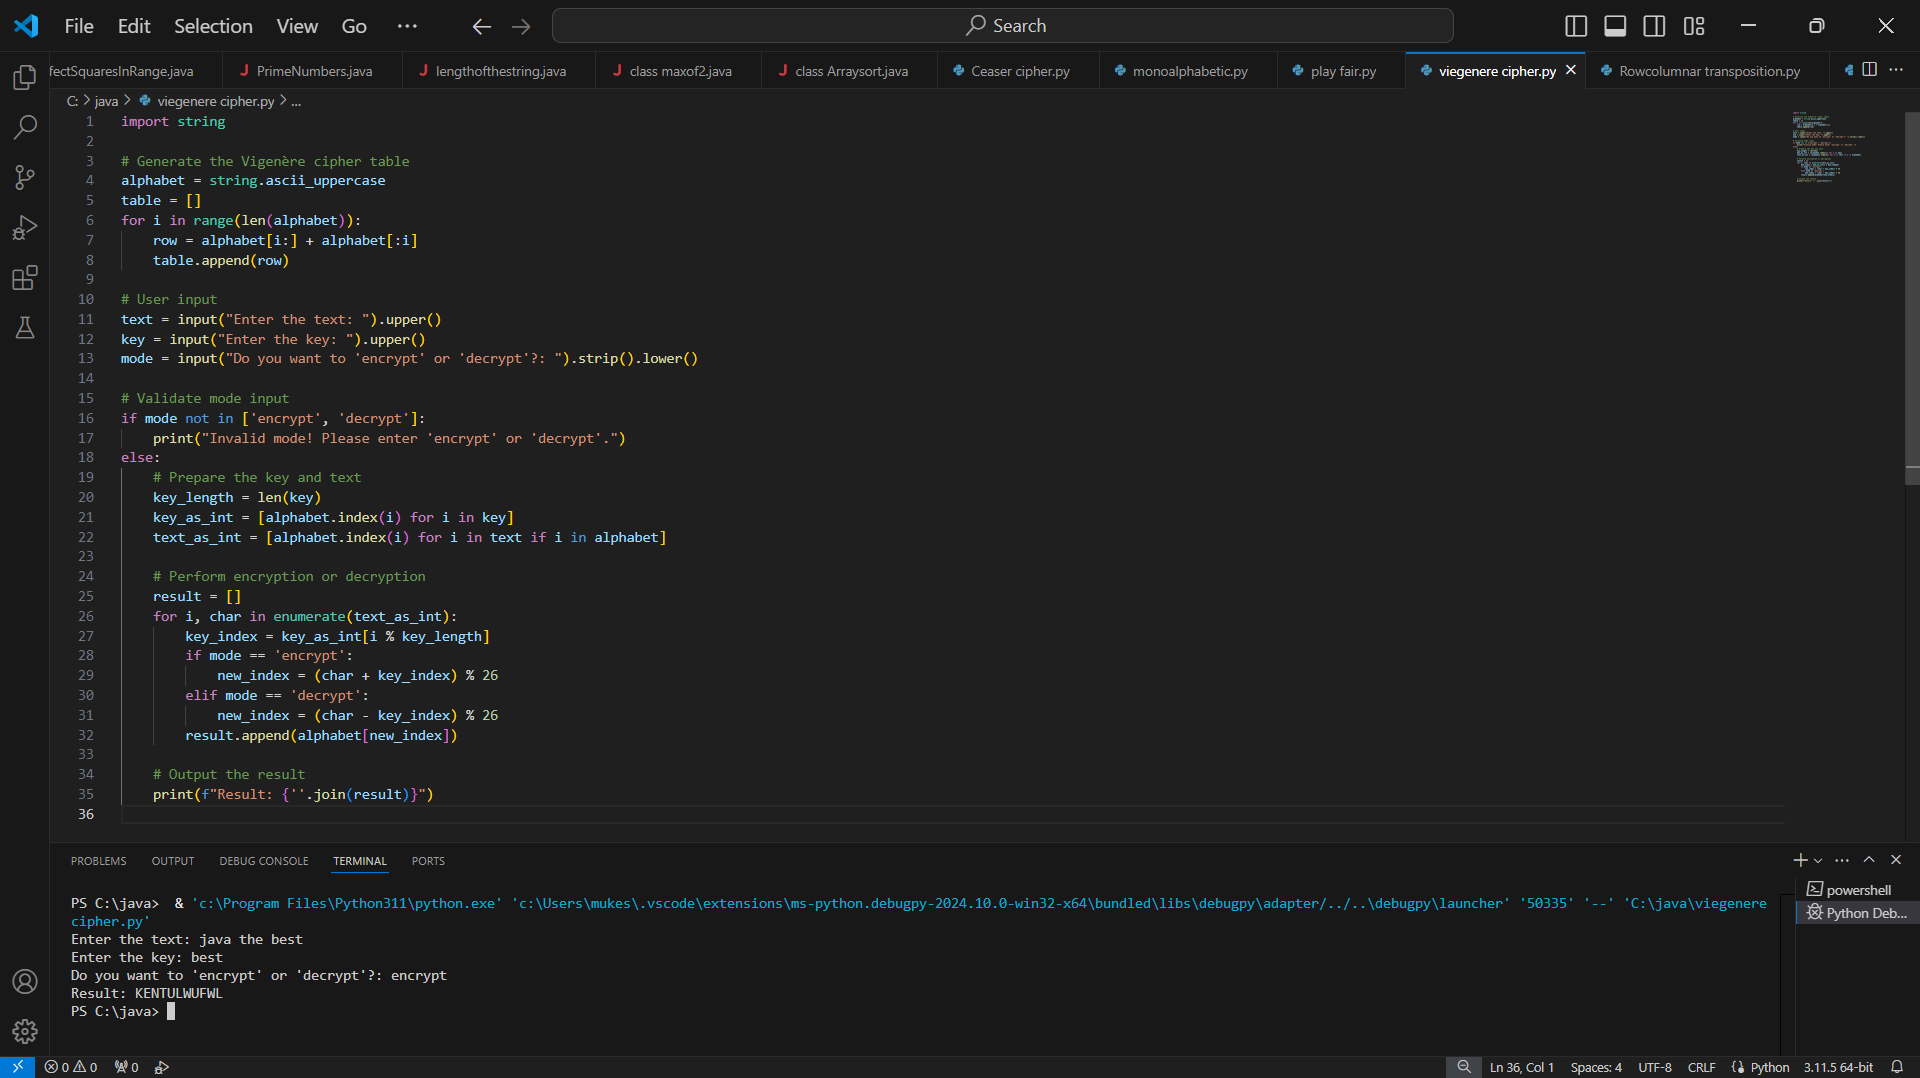 File Edit Selection View Go ··· Search
fectSquaresInRange.java PrimeNumbers.java lengthofthestring.java class maxof2.java class Arraysort.java Ceaser cipher.py monoalphabetic.py play fair.py viegenere cipher.py Rowcolumnar transposition.py
C: > java > viegenere cipher.py > ...
1 import string
2
3 # Generate the Vigenère cipher table
4 alphabet = string.ascii_uppercase
5 table = []
6 for i in range(len(alphabet)):
7     row = alphabet[i:] + alphabet[:i]
8     table.append(row)
9
10 # User input
11 text = input("Enter the text: ").upper()
12 key = input("Enter the key: ").upper()
13 mode = input("Do you want to 'encrypt' or 'decrypt'?: ").strip().lower()
14
15 # Validate mode input
16 if mode not in ['encrypt', 'decrypt']:
17     print("Invalid mode! Please enter 'encrypt' or 'decrypt'.")
18 else:
19     # Prepare the key and text
20     key_length = len(key)
21     key_as_int = [alphabet.index(i) for i in key]
22     text_as_int = [alphabet.index(i) for i in text if i in alphabet]
23
24     # Perform encryption or decryption
25     result = []
26     for i, char in enumerate(text_as_int):
27         key_index = key_as_int[i % key_length]
28         if mode == 'encrypt':
29             new_index = (char + key_index) % 26
30         elif mode == 'decrypt':
31             new_index = (char - key_index) % 26
32         result.append(alphabet[new_index])
33
34     # Output the result
35     print(f"Result: {''.join(result)}")
36
PROBLEMS OUTPUT DEBUG CONSOLE TERMINAL PORTS
PS C:\java>  & 'c:\Program Files\Python311\python.exe' 'c:\Users\mukes\.vscode\extensions\ms-python.debugpy-2024.10.0-win32-x64\bundled\libs\debugpy\adapter/../..\debugpy\launcher' '50335' '--' 'C:\java\viegenere
cipher.py'
Enter the text: java the best
Enter the key: best
Do you want to 'encrypt' or 'decrypt'?: encrypt
Result: KENTULWUFWL
PS C:\java>
powershell
Python Deb...
0 0 0 Ln 36, Col 1 Spaces: 4 UTF-8 CRLF Python 3.11.5 64-bit